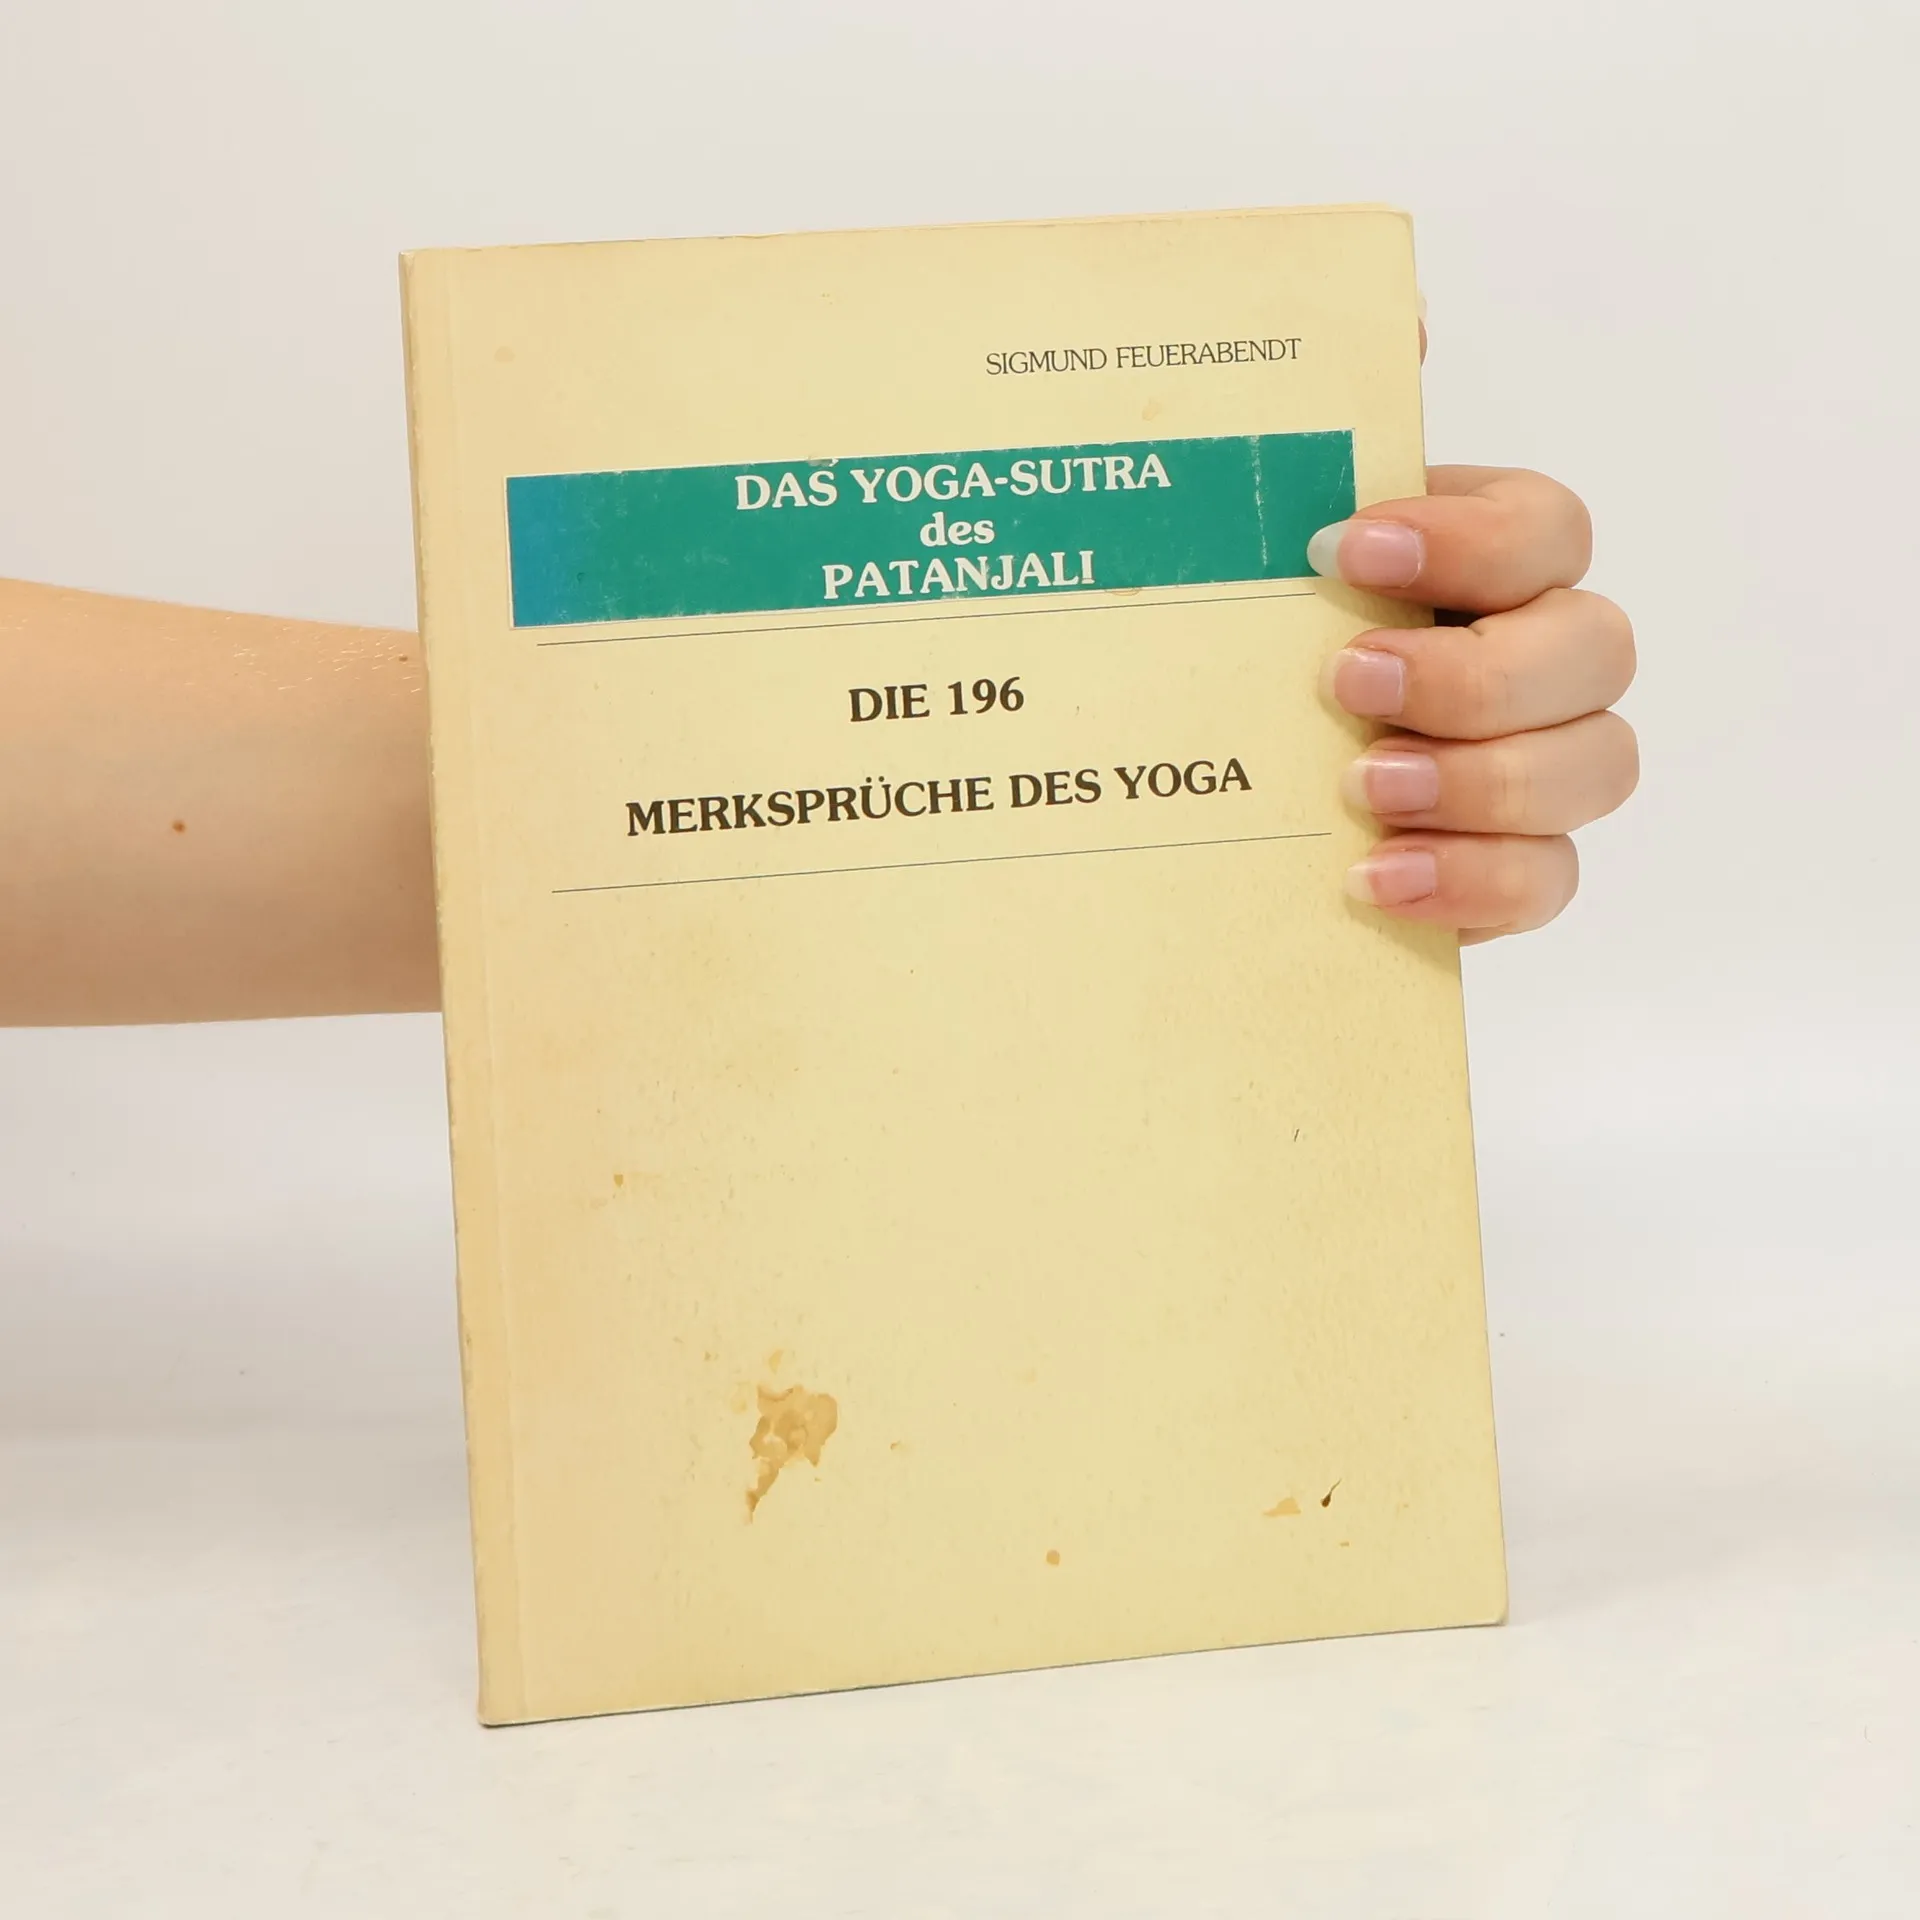 SIGMUND FEUERABENDT
DAS YOGA-SUTRA
des
PATANJALI
DIE 196
MERKSPRÜCHE DES YOGA